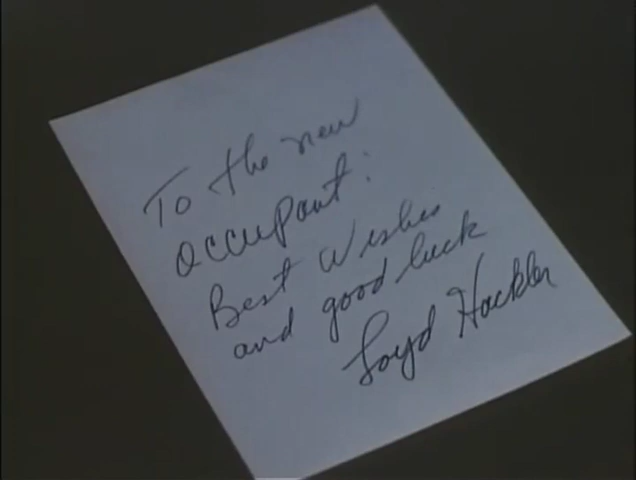 To the new
occupant:
Best Wishes
and good luck
Loyd Hackler